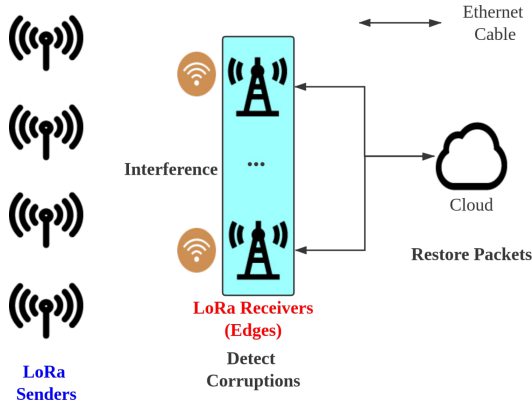 Ethernet
Cable
Interference
...
Cloud
Restore Packets
LoRa Receivers
(Edges)
Detect
Corruptions
LoRa
Senders